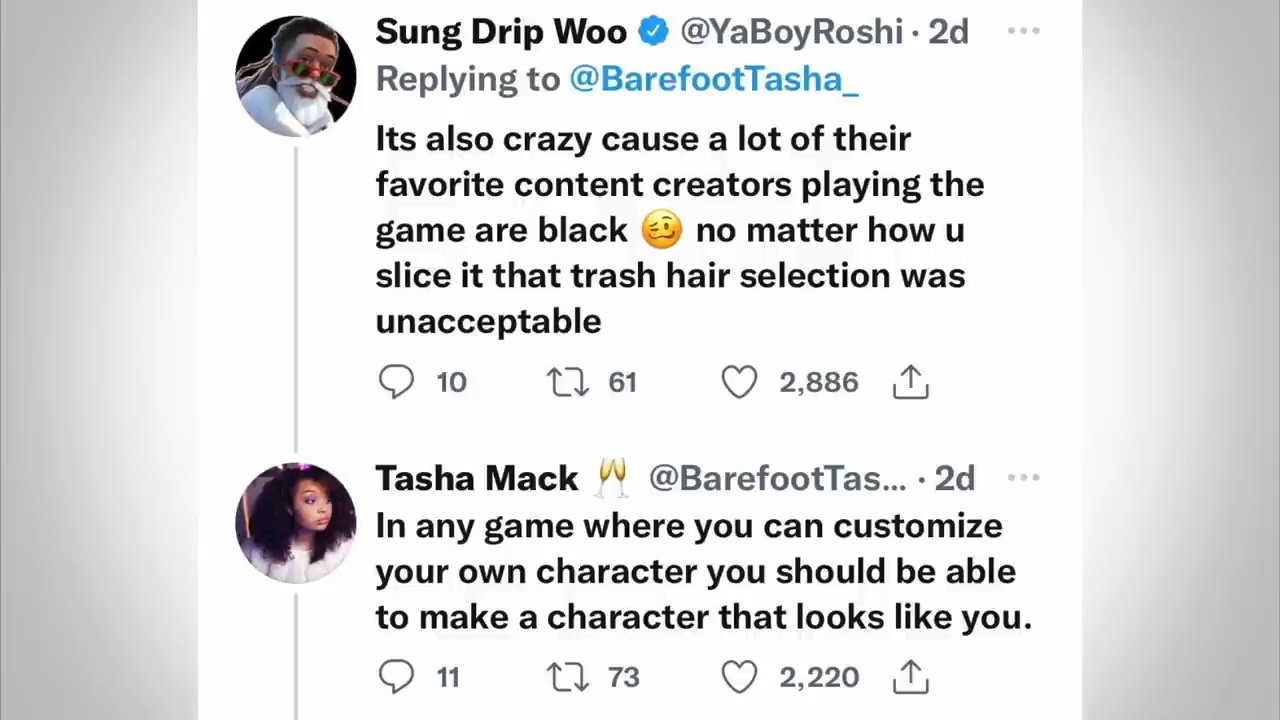 Sung Drip Woo @YaBoyRoshi · 2d
Replying to @BarefootTasha_
Its also crazy cause a lot of their
favorite content creators playing the
game are black 🥴 no matter how u
slice it that trash hair selection was
unacceptable
10 61 2,886
Tasha Mack 🥂 @BarefootTas... · 2d
In any game where you can customize
your own character you should be able
to make a character that looks like you.
11 73 2,220